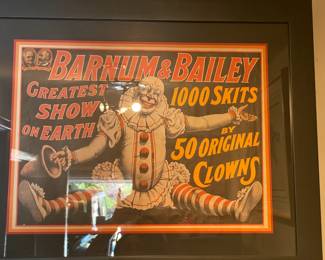 BARNUM & BAILEY
GREATEST
SHOW
ON EARTH
1000 SKITS
BY
50 ORIGINAL
CLOWNS